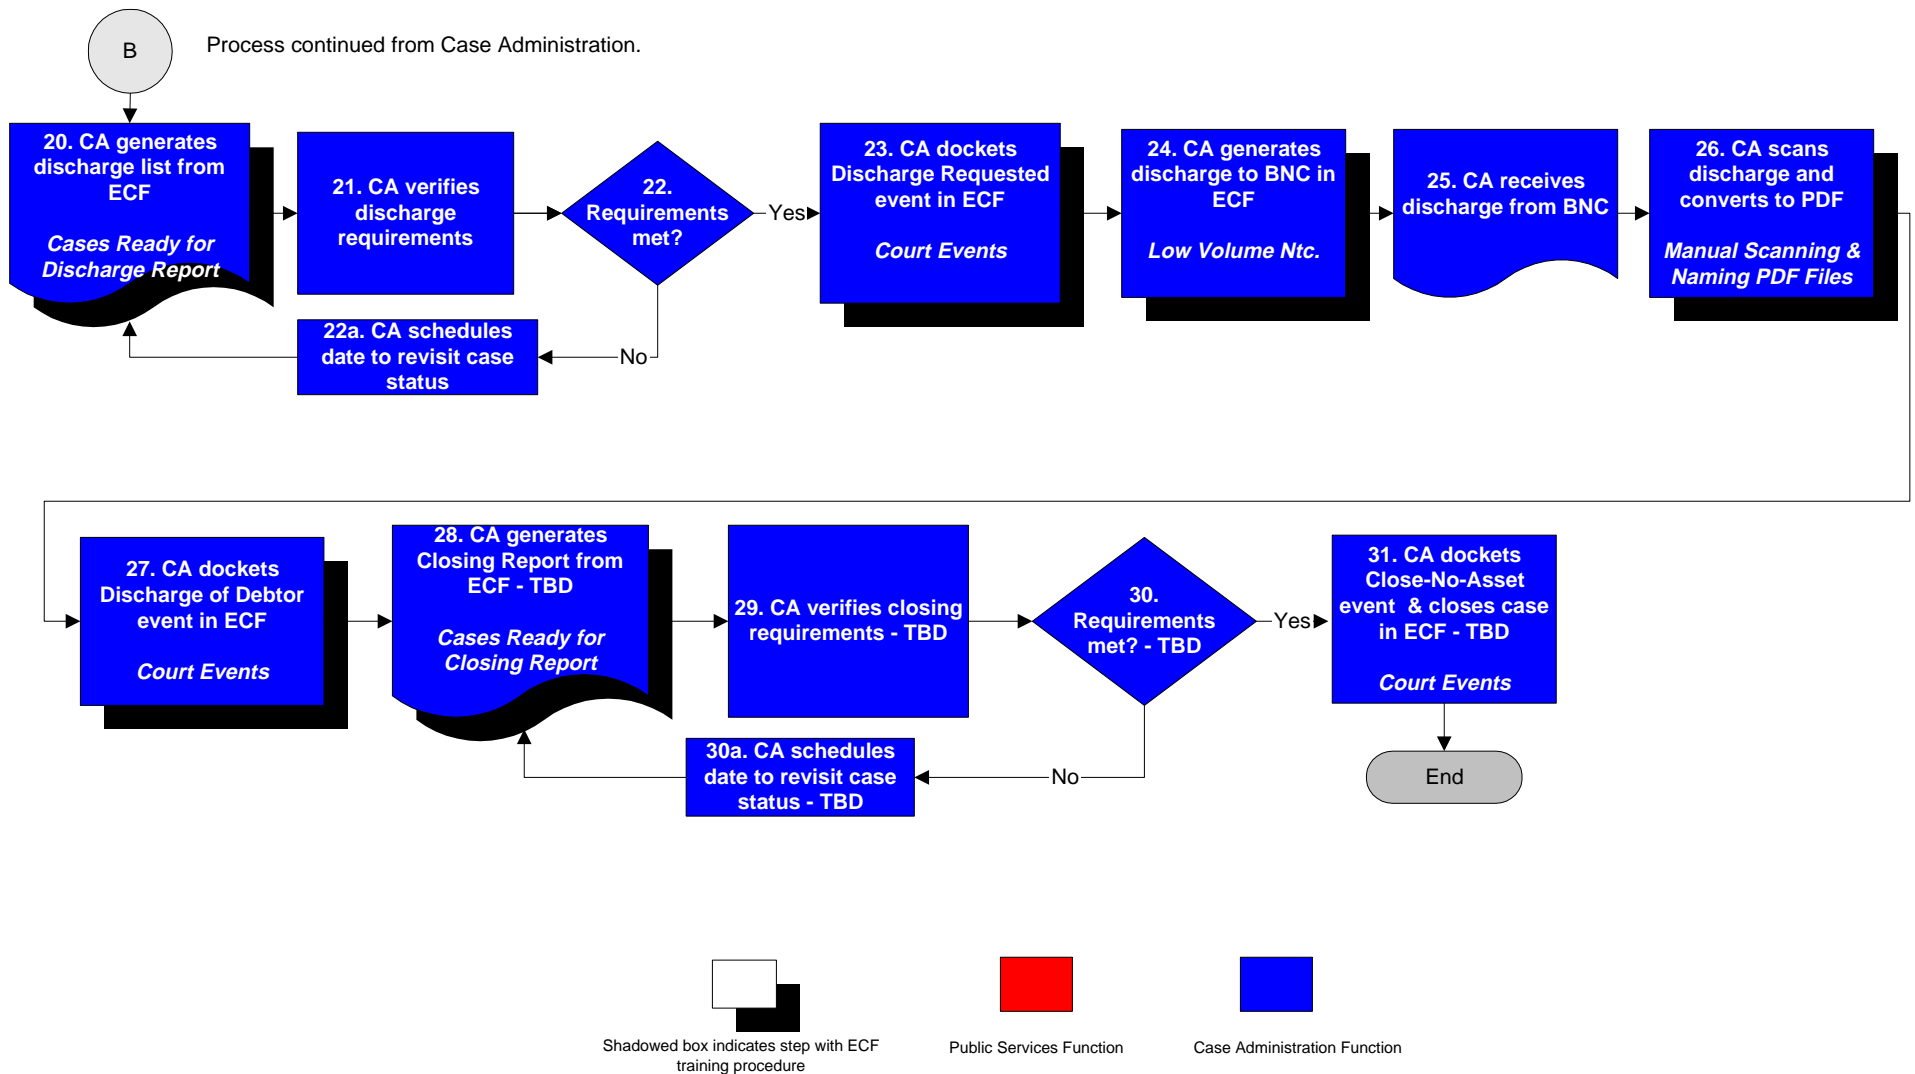 B
Process continued from Case Administration.
20. CA generates
discharge list from
ECF
Cases Ready for
Discharge Report
21. CA verifies
discharge
requirements
22.
Requirements
met?
Yes
No
22a. CA schedules
date to revisit case
status
23. CA dockets
Discharge Requested
event in ECF
Court Events
24. CA generates
discharge to BNC in
ECF
Low Volume Ntc.
25. CA receives
discharge from BNC
26. CA scans
discharge and
converts to PDF
Manual Scanning &
Naming PDF Files
27. CA dockets
Discharge of Debtor
event in ECF
Court Events
28. CA generates
Closing Report from
ECF - TBD
Cases Ready for
Closing Report
29. CA verifies closing
requirements - TBD
30.
Requirements
met? - TBD
Yes
No
30a. CA schedules
date to revisit case
status - TBD
31. CA dockets
Close-No-Asset
event & closes case
in ECF - TBD
Court Events
End
Shadowed box indicates step with ECF
training procedure
Public Services Function
Case Administration Function